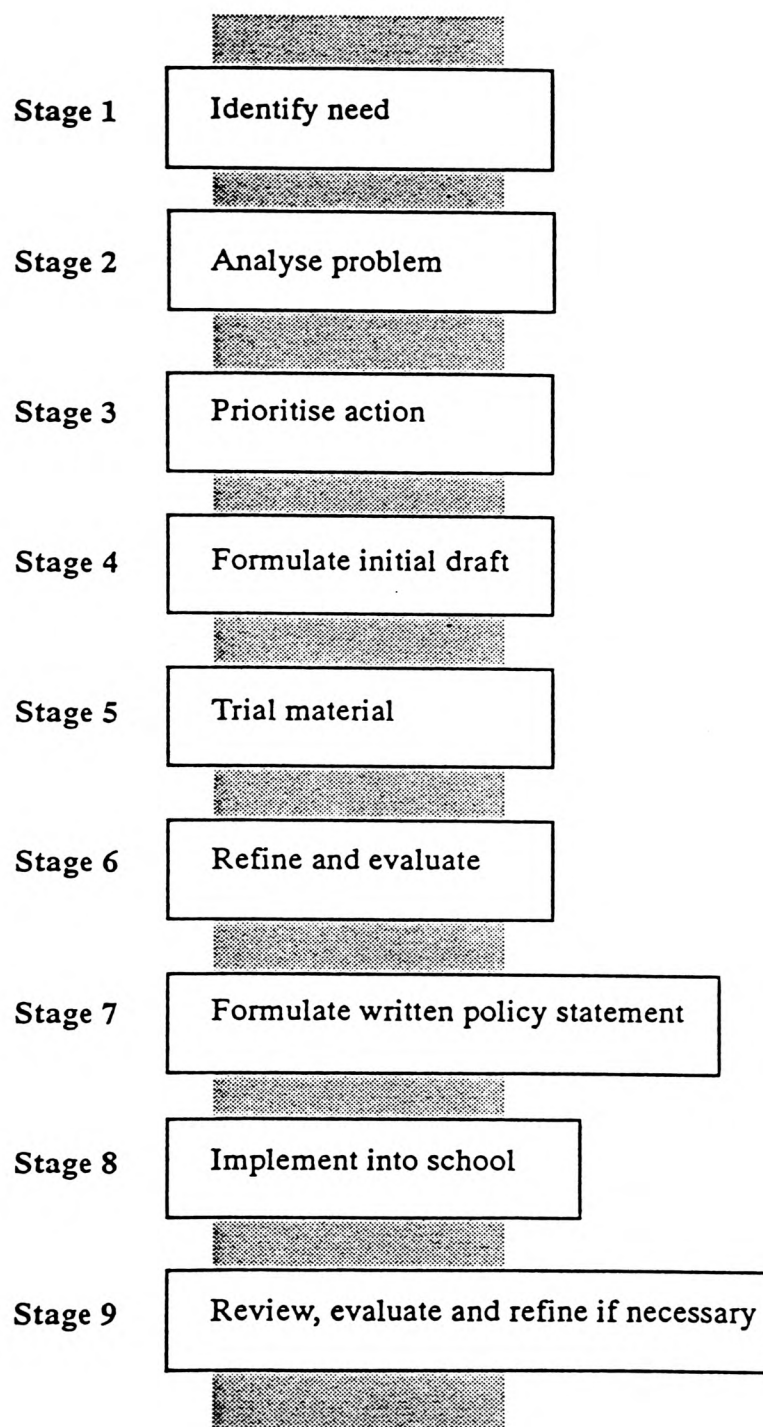 Stage 1 Identify need
Stage 2 Analyse problem
Stage 3 Prioritise action
Stage 4 Formulate initial draft
Stage 5 Trial material
Stage 6 Refine and evaluate
Stage 7 Formulate written policy statement
Stage 8 Implement into school
Stage 9 Review, evaluate and refine if necessary